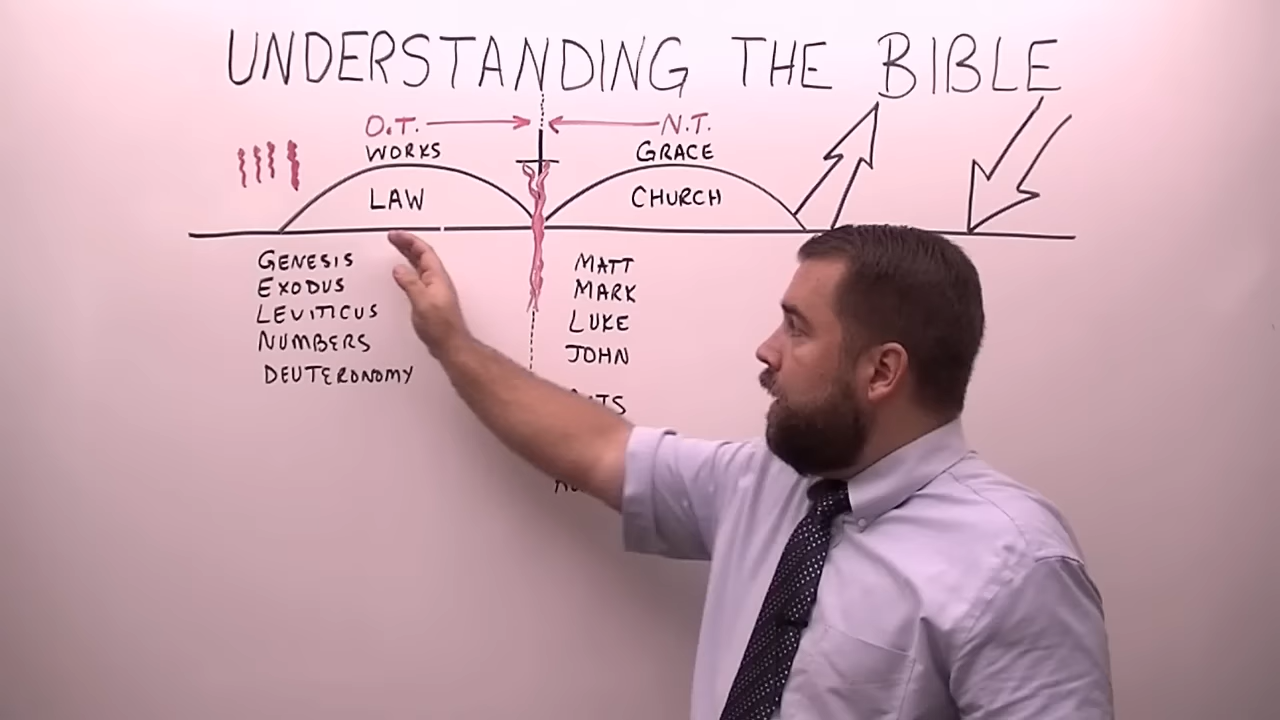 UNDERSTANDING THE BIBLE
O.T. N.T.
WORKS GRACE
LAW CHURCH
GENESIS
EXODUS
LEVITICUS
NUMBERS
DEUTERONOMY
MATT
MARK
LUKE
JOHN